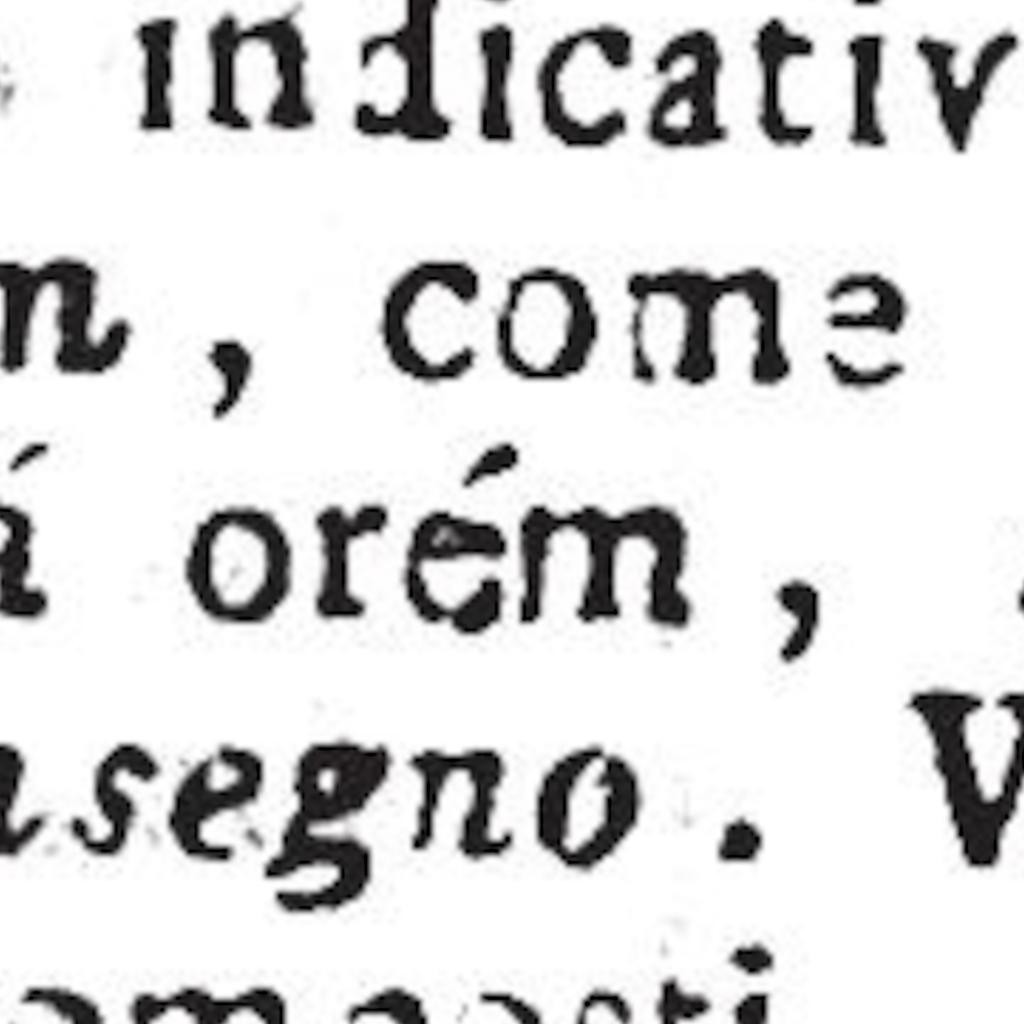 indicativ
m, come
á orém,
segno. V